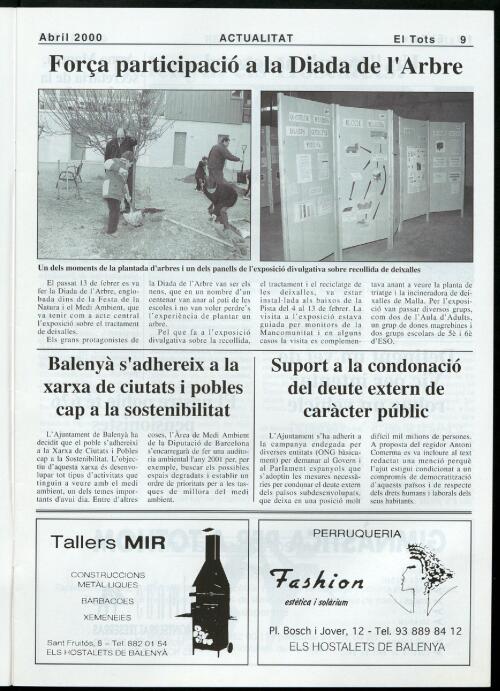 Abril 2000 ACTUALITAT El Tots 9
Força participació a la Diada de l'Arbre
Un dels moments de la plantada d'arbres i un dels panells de l'exposició divulgativa sobre recollida de deixalles
El passat 13 de febrer es va
fer la Diada de l'Arbre, englo-
bada dins de la Festa de la
Natura i el Medi Ambient, que
va tenir com a acte central
l'exposició sobre el tractament
de deixalles.
Els grans protagonistes de
la Diada de l'Arbre van ser els
nens, que en un nombre d'un
centenar van anar al pati de les
escoles i no van voler perdre's
l'experiència de plantar un
arbre.
Pel que fa a l'exposició
divulgativa sobre la recollida,
el tractament i el reciclatge de
les deixalles, va estar
instal·lada als baixos de la
Pista del 4 al 13 de febrer. La
visita a l'exposició estava
guiada per monitors de la
Mancomunitat i en alguns
casos la visita es complemen-
tava anant a veure la planta de
triatge i la incineradora de dei-
xalles de Malla. Per l'exposi-
ció van passar diversos grups,
com dos de l'Aula d'Adults,
un grup de dones magrebines i
dos grups escolars de 5è i 6è
d'ESO.
Balenyà s'adhereix a la
xarxa de ciutats i pobles
cap a la sostenibilitat
L'Ajuntament de Balenyà ha
decidit que el poble s'adhereixi
a la Xarxa de Ciutats i Pobles
cap a la Sostenibilitat. L'objec-
tiu d'aquesta xarxa és desenvo-
lupar tot tipus d'activitats que
tinguin a veure amb el medi
ambient, un dels temes impor-
tants d'avui dia. Entre d'altres
coses, l'Àrea de Medi Ambient
de la Diputació de Barcelona
s'encarregarà de fer una audito-
ria ambiental l'any 2001 per, per
exemple, buscar els possibles
espais degradats i establir un
ordre de prioritats per a les tas-
ques de millora del medi
ambient.
Suport a la condonació
del deute extern de
caràcter públic
L'Ajuntament s'ha adherit a
la campanya endegada per
diverses entitats (ONG bàsica-
ment) per demanar al Govern i
al Parlament espanyols que
s'adoptin les mesures necessà-
ries per condonar el deute extern
dels països subdesenvolupats,
que deixa en una posició molt
difícil mil milions de persones.
A proposta del regidor Antoni
Comerma es va incloure al text
redactat una menció perquè
l'ajut estigui condicionat a un
compromís de democratització
d'aquests països i de respecte
dels drets humans i laborals dels
seus habitants.
Tallers MIR
CONSTRUCCIONS
METAL·LIQUES
BARBACOES
XEMENEIES
Sant Fruitós, 8 - Tel. 882 01 54
ELS HOSTALETS DE BALENYÀ
PERRUQUERIA
Fashion
estética i solàrium
Pl. Bosch i Jover, 12 - Tel. 93 889 84 12
ELS HOSTALETS DE BALENYA